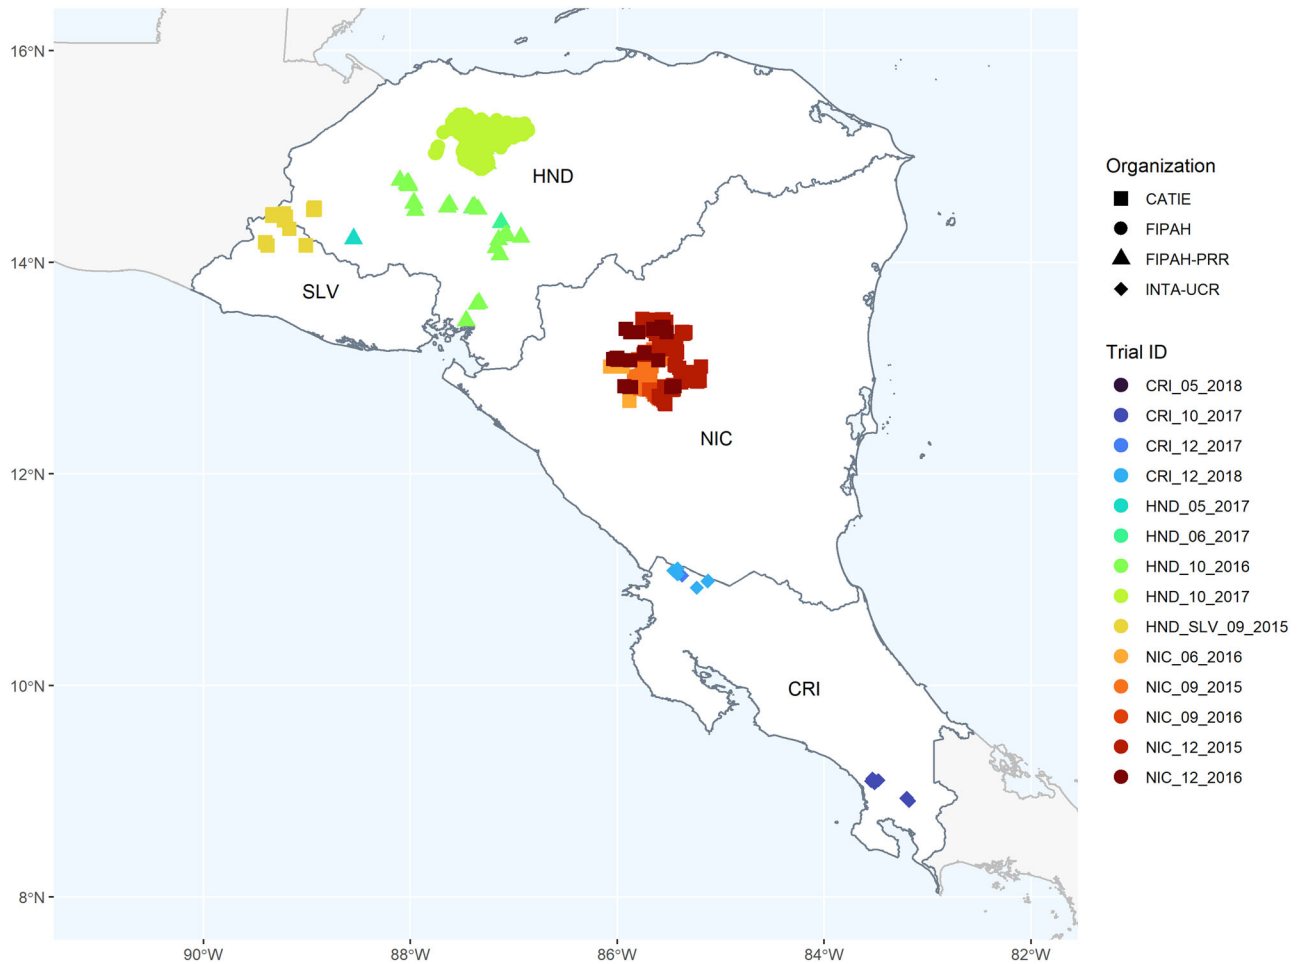 16°N
14°N
12°N
10°N
8°N
90°W
88°W
86°W
84°W
82°W
HND
SLV
NIC
CRI
Organization
CATIE
FIPAH
FIPAH-PRR
INTA-UCR
Trial ID
CRI_05_2018
CRI_10_2017
CRI_12_2017
CRI_12_2018
HND_05_2017
HND_06_2017
HND_10_2016
HND_10_2017
HND_SLV_09_2015
NIC_06_2016
NIC_09_2015
NIC_09_2016
NIC_12_2015
NIC_12_2016